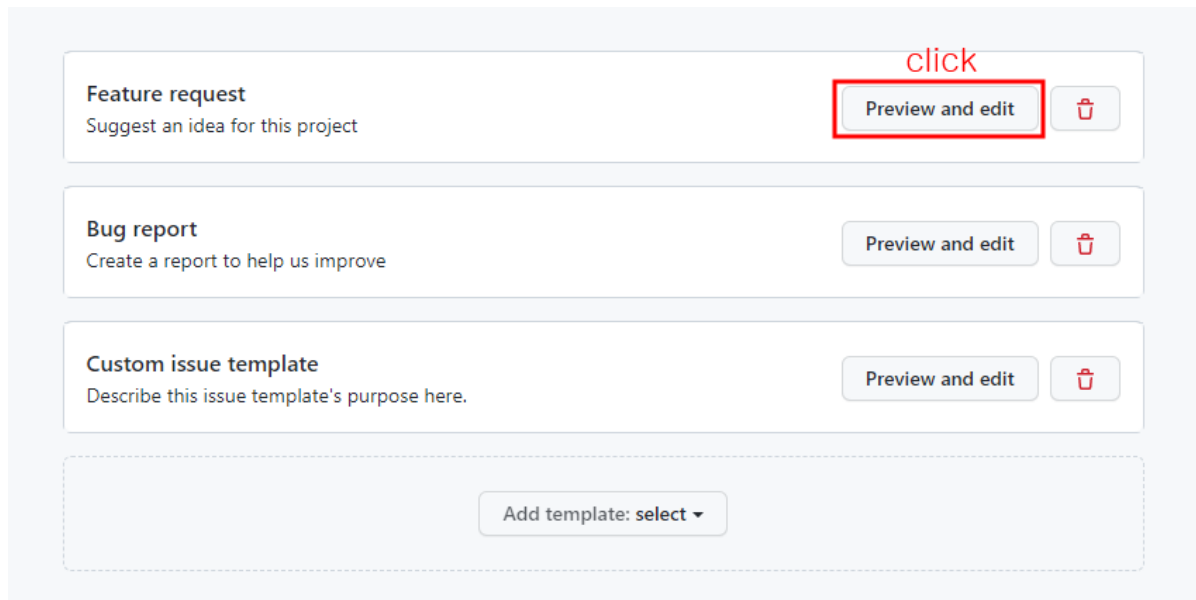 click
Feature request
Preview and edit
Suggest an idea for this project
Bug report
Preview and edit
Create a report to help us improve
Custom issue template
Preview and edit
Describe this issue template's purpose here.
Add template: select